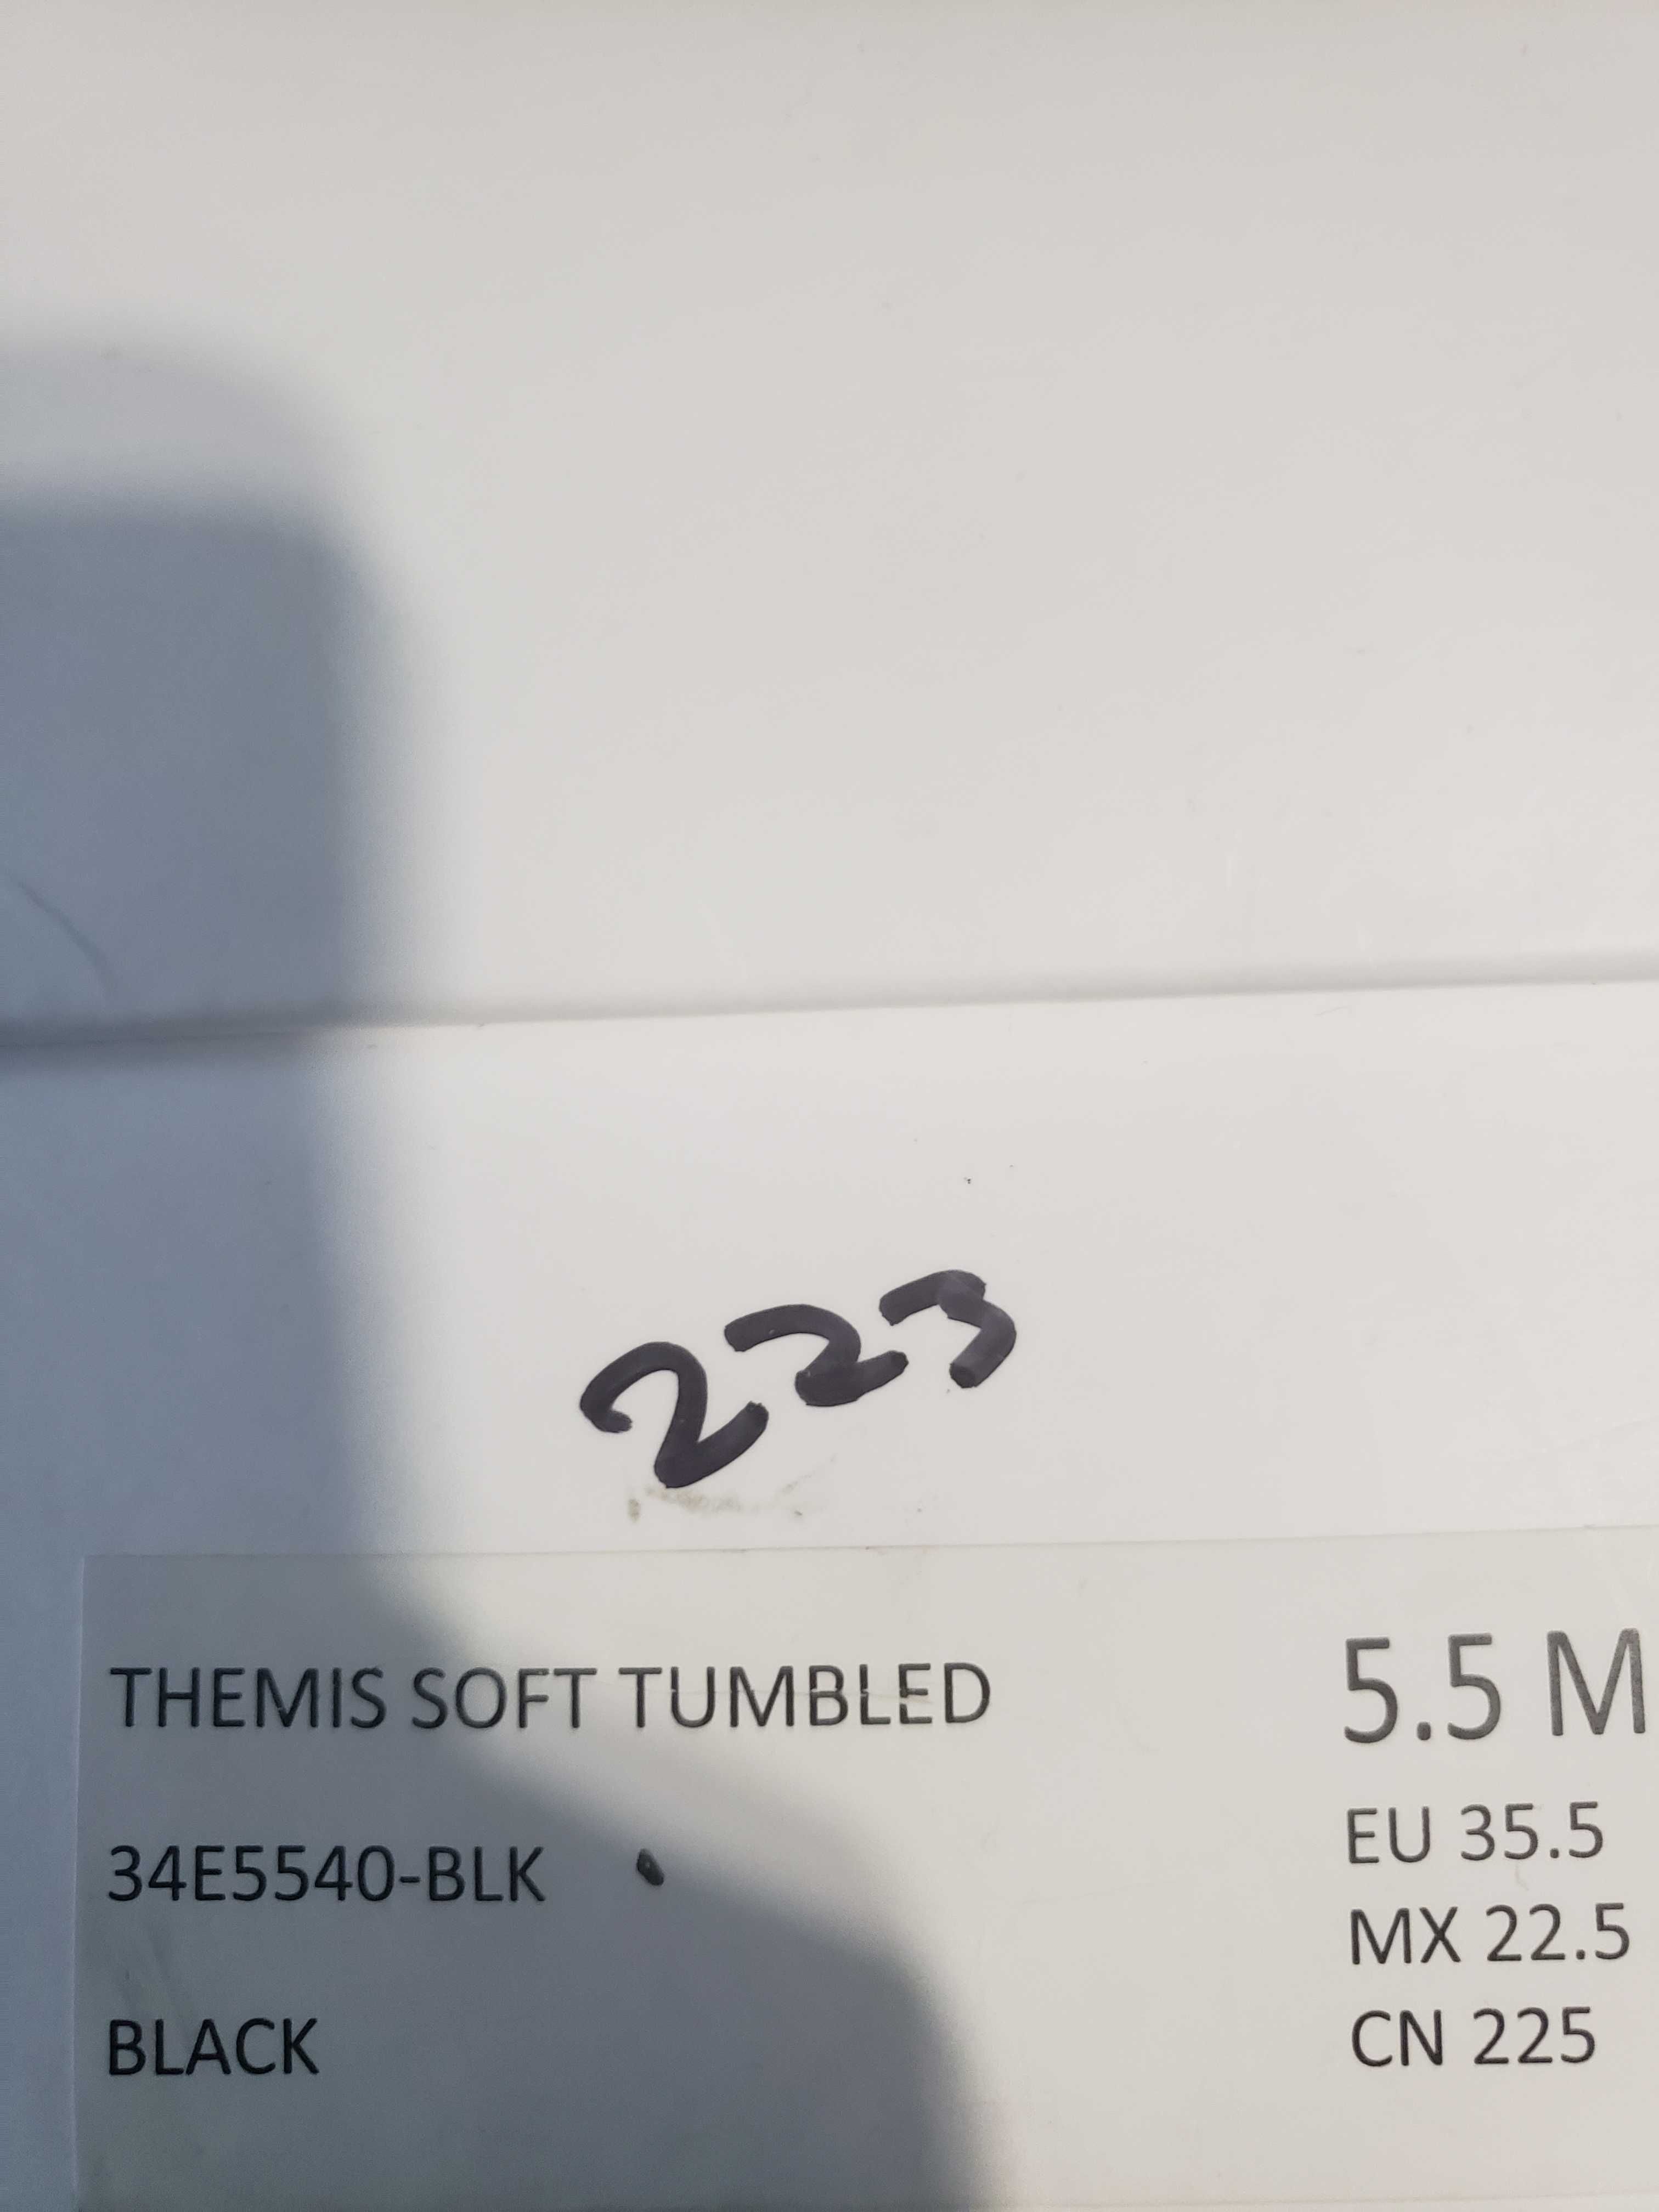 223
THEMIS SOFT TUMBLED
5.5 M
34E5540-BLK
EU 35.5
MX 22.5
BLACK
CN 225